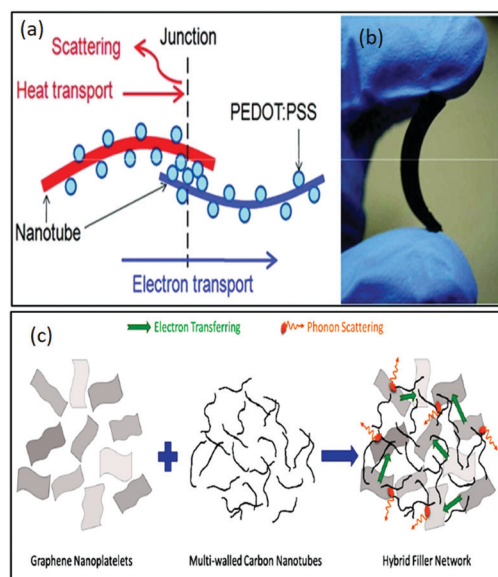 (a)
Scattering
Junction
Heat transport
PEDOT:PSS
Nanotube
Electron transport
(b)
(c)
Electron Transferring
Phonon Scattering
Graphene Nanoplatelets
Multi-walled Carbon Nanotubes
Hybrid Filler Network